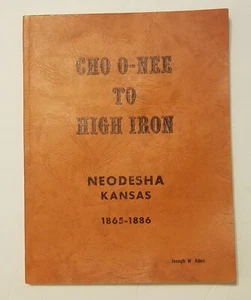 CHO O-NEE
TO
HIGH IRON
NEODESHA
KANSAS
1865-1886
Joseph W. Allen